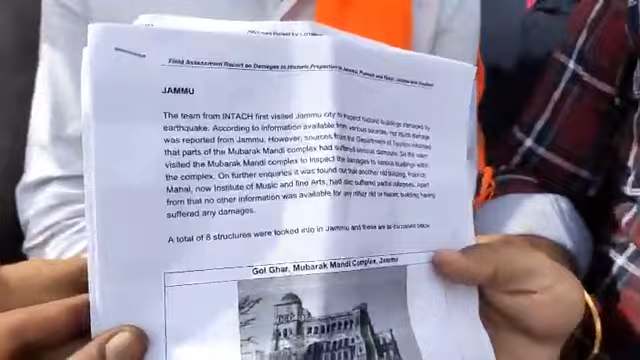 Field Assessment Report on Damages to Historic Properties in Jammu,
JAMMU
The team from INTACH first visited Jammu city to inspect historic buildings damaged by
earthquake. According to information available from various sources, no
was reported from Jammu. However, sources from the Department of Tourism informed
that parts of the Mubarak Mandi complex had suffered serious damages. So the team
visited the Mubarak Mandi complex to inspect the damages to various buildings within
the complex. On further enquiries it was found out that another old building,
Mahal, now Institute of Music and fine Arts, had also suffered partial collapses. Apart
from that no other information was available for any other old or historic building having
suffered any damages.
A total of 8 structures were looked into in Jammu and these are as discussed below
Gol Ghar, Mubarak Mandi Complex, Jammu